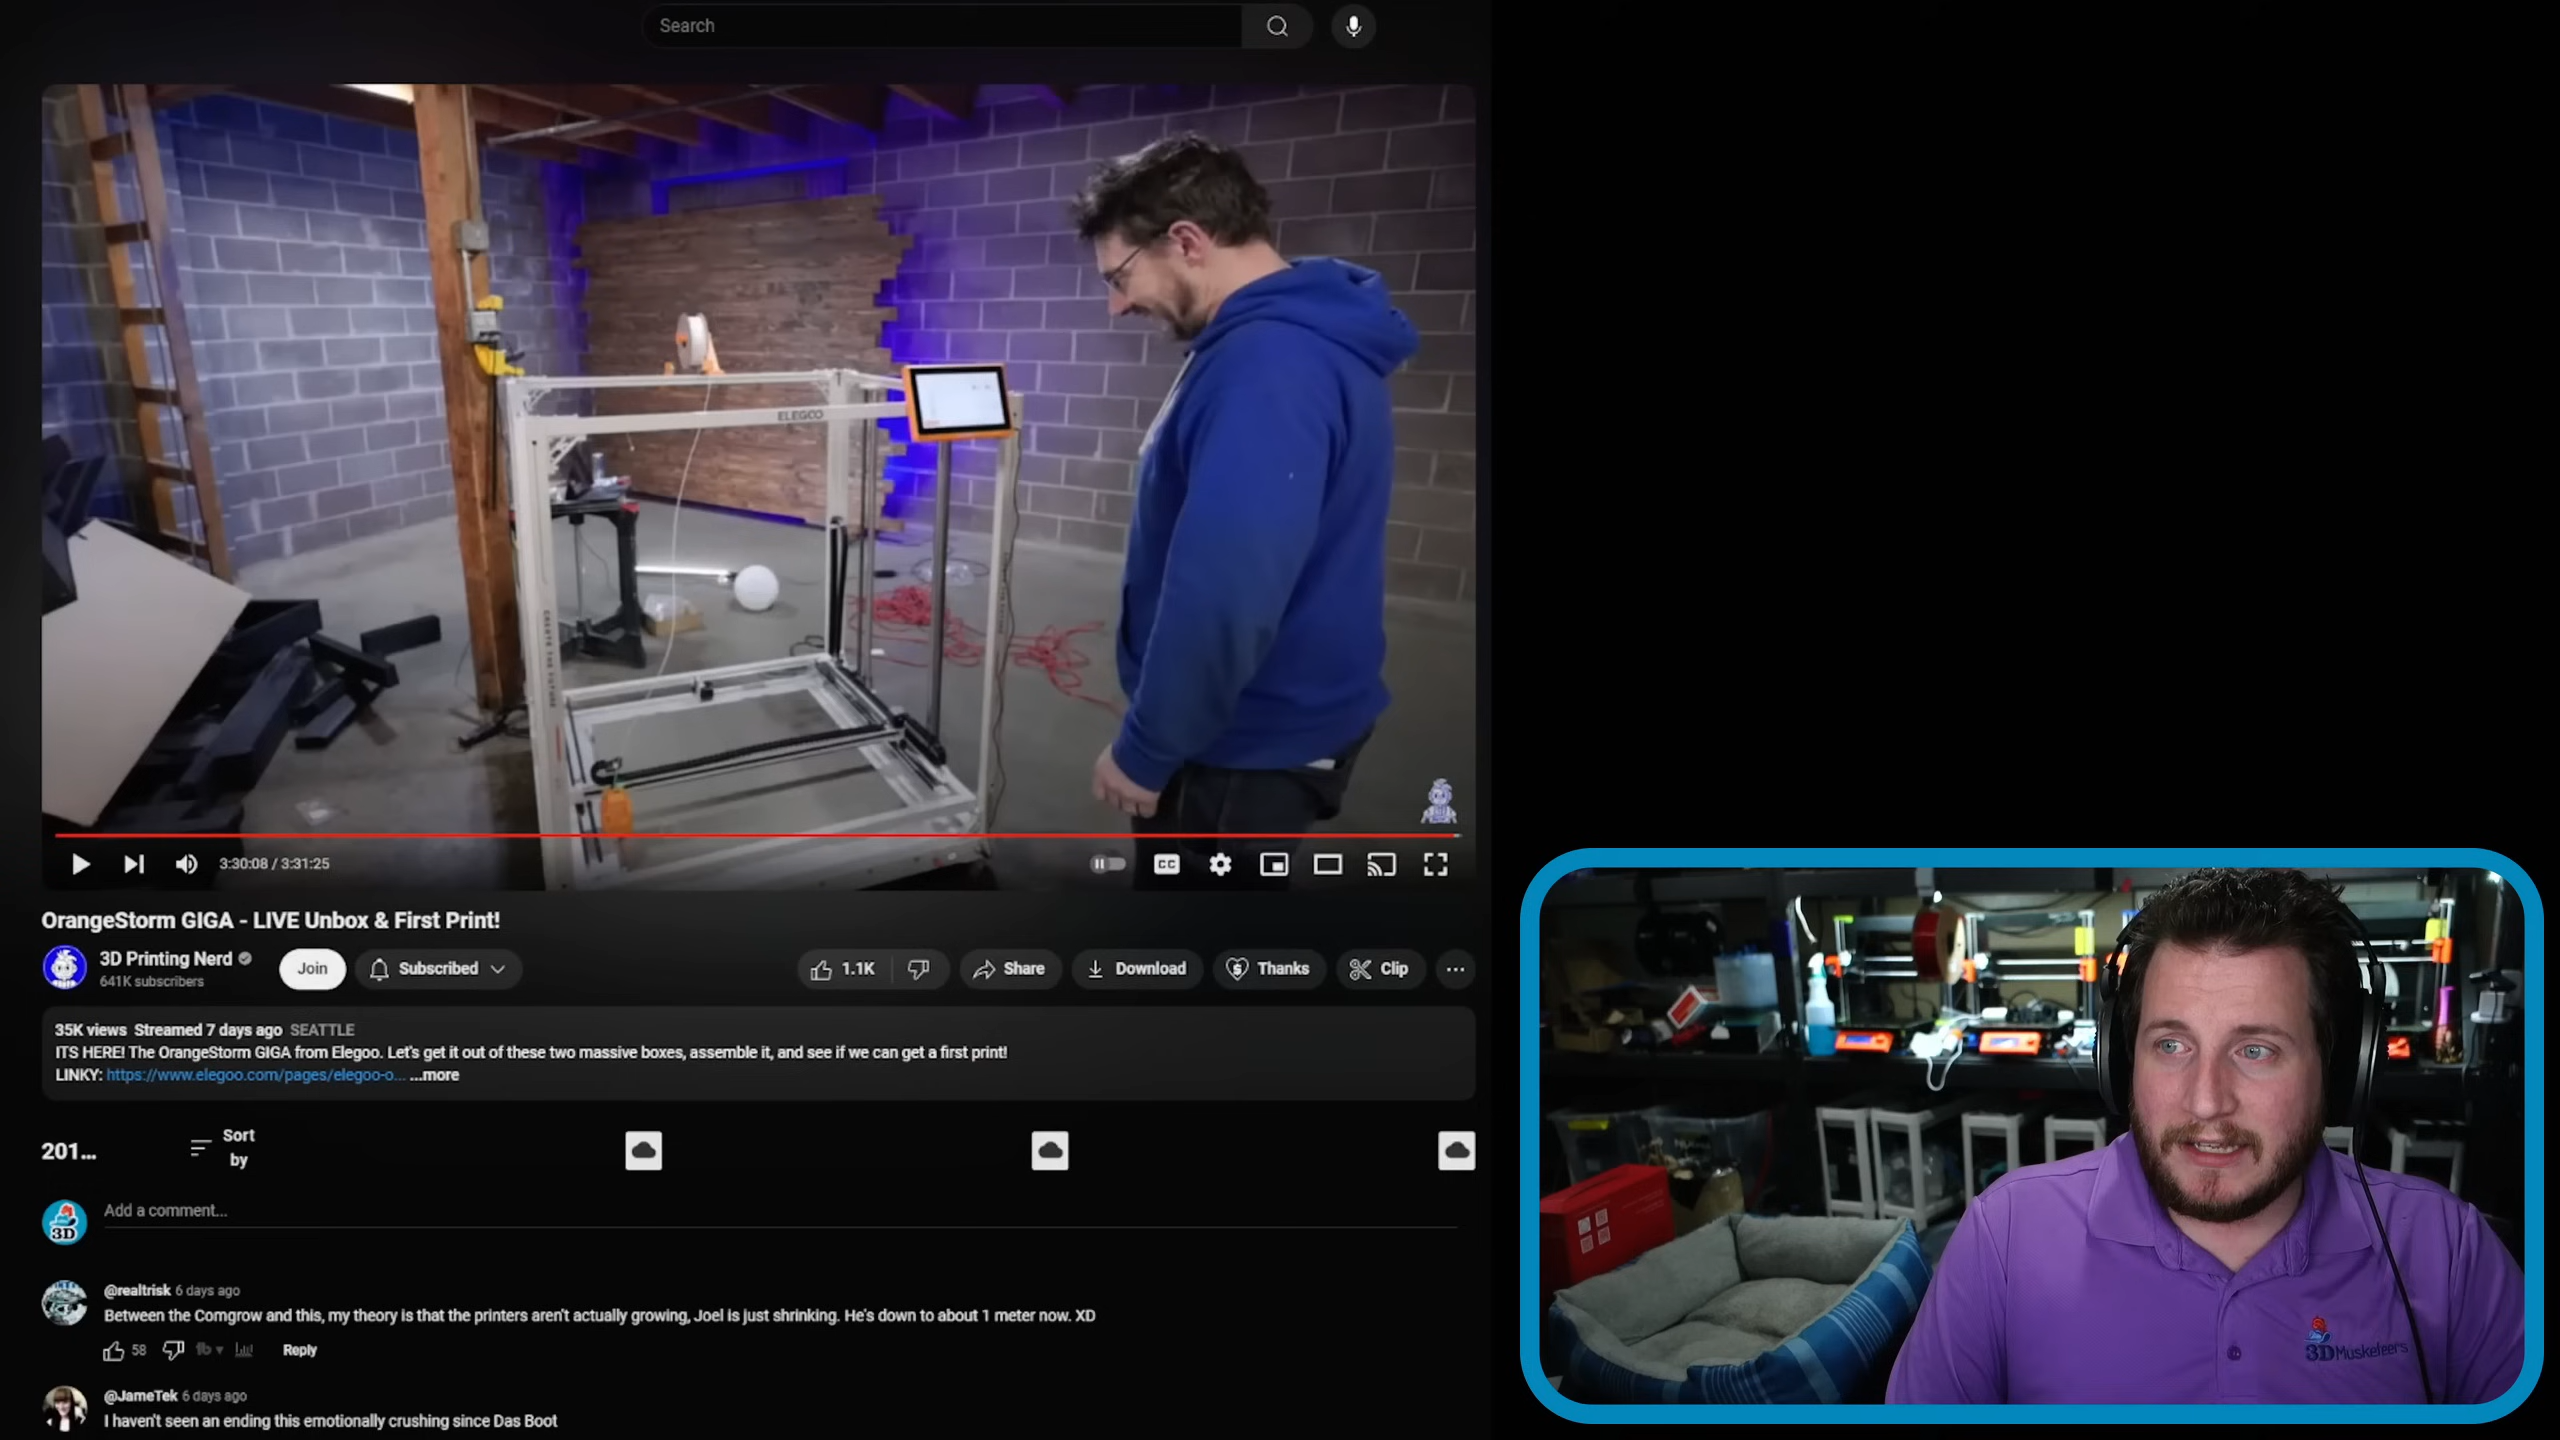 Search
ELEGOO
CREATE THE FUTURE
CC
3:30:08 / 3:31:25
OrangeStorm GIGA - LIVE Unbox & First Print!
3D Printing Nerd
641K subscribers
Join
Subscribed
1.1K
Share
Download
Thanks
Clip
35K views Streamed 7 days ago SEATTLE
ITS HERE! The OrangeStorm GIGA from Elegoo. Let's get it out of these two massive boxes, assemble it, and see if we can get a first print!
LINKY: https://www.elegoo.com/pages/elegoo-o... ...more
201...
Sort
by
3D
Add a comment...
@realtrisk 6 days ago
Between the Comgrow and this, my theory is that the printers aren't actually growing, Joel is just shrinking. He's down to about 1 meter now. XD
58
Reply
@JameTek 6 days ago
I haven't seen an ending this emotionally crushing since Das Boot
3DMusketeers